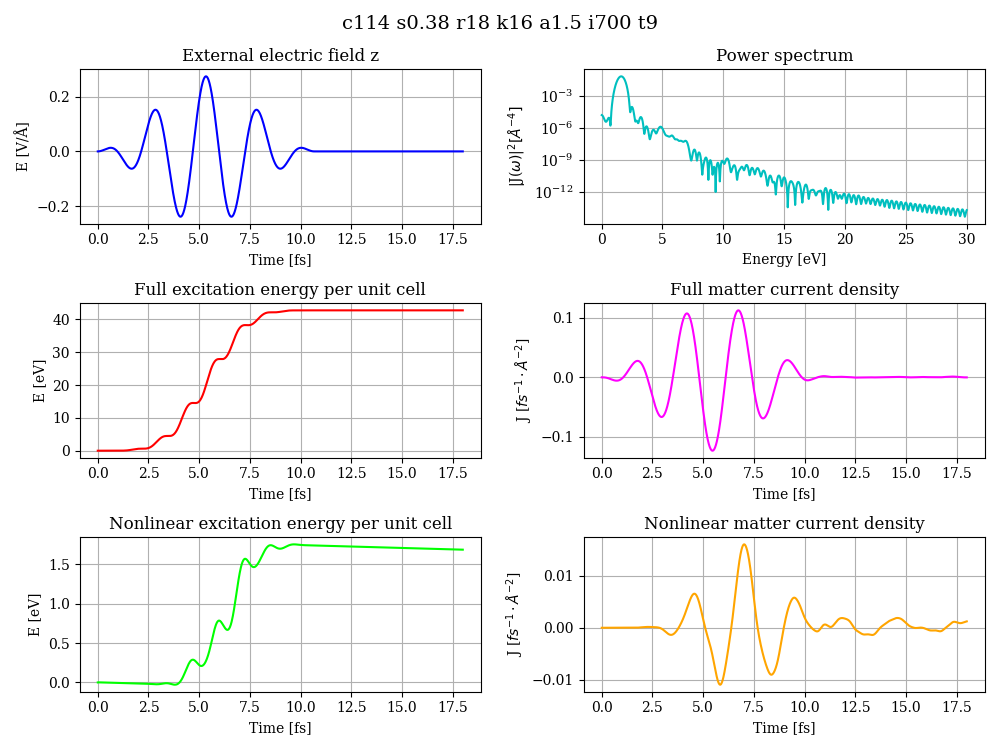 c114 s0.38 r18 k16 a1.5 i700 t9
External electric field z
E [V/Å]
0.2
0.0
−0.2
0.0 2.5 5.0 7.5 10.0 12.5 15.0 17.5
Time [fs]
Power spectrum
|J(ω)|² [Å⁻⁴]
10⁻³
10⁻⁶
10⁻⁹
10⁻¹²
0 5 10 15 20 25 30
Energy [eV]
Full excitation energy per unit cell
E [eV]
40
30
20
10
0
0.0 2.5 5.0 7.5 10.0 12.5 15.0 17.5
Time [fs]
Full matter current density
J [fs⁻¹ · Å⁻²]
0.1
0.0
−0.1
0.0 2.5 5.0 7.5 10.0 12.5 15.0 17.5
Time [fs]
Nonlinear excitation energy per unit cell
E [eV]
1.5
1.0
0.5
0.0
0.0 2.5 5.0 7.5 10.0 12.5 15.0 17.5
Time [fs]
Nonlinear matter current density
J [fs⁻¹ · Å⁻²]
0.01
0.00
−0.01
0.0 2.5 5.0 7.5 10.0 12.5 15.0 17.5
Time [fs]